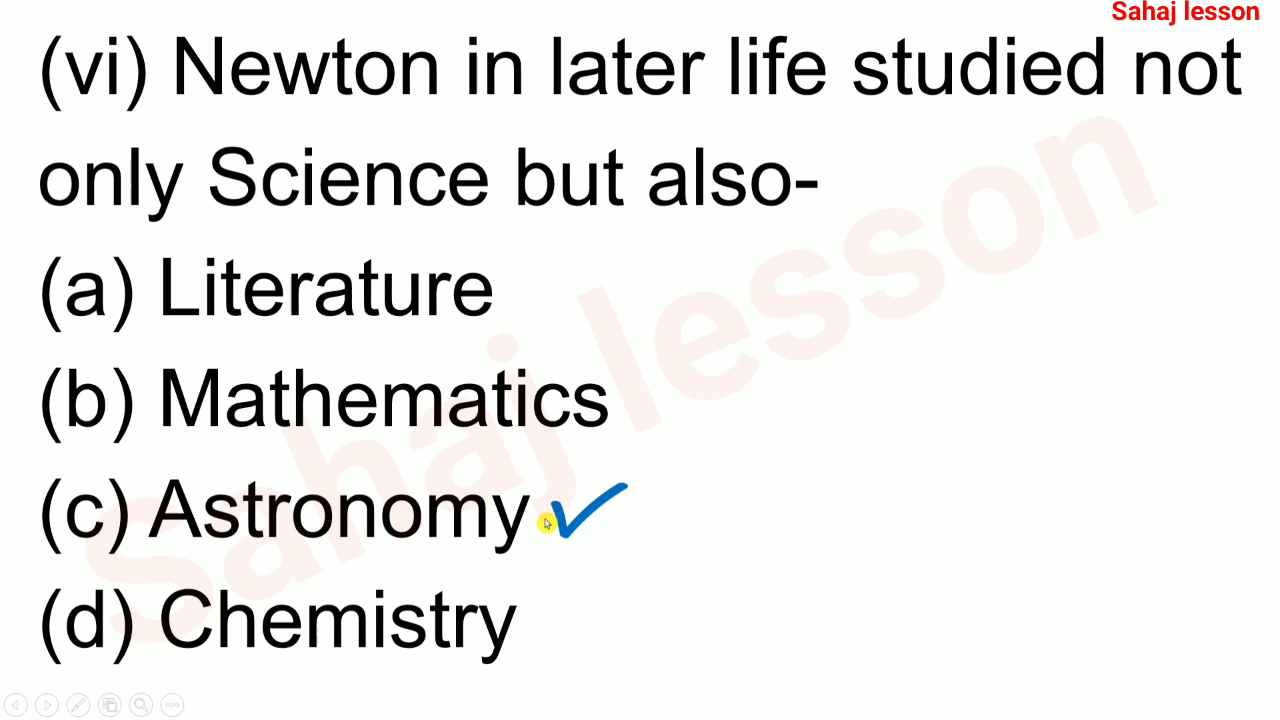 Sahaj lesson
(vi) Newton in later life studied not
only Science but also-
(a) Literature
(b) Mathematics
(c) Astronomy
(d) Chemistry
Sahaj lesson